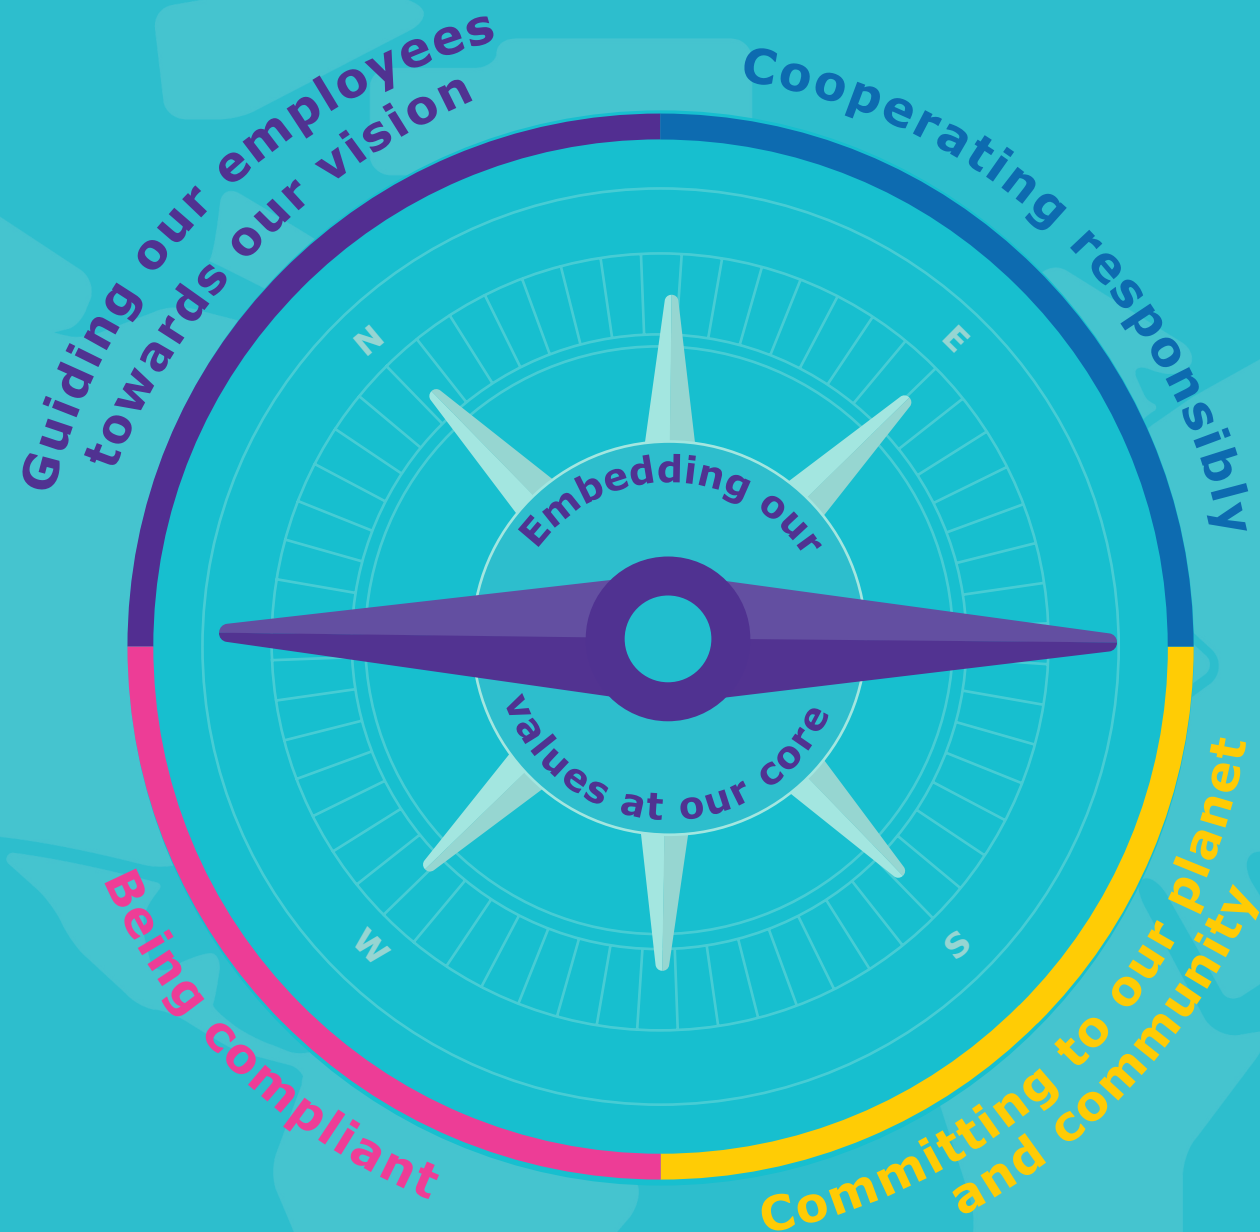 Guiding our employees
towards our vision
Cooperating responsibly
N
E
Embedding our
values at our core
W
S
Being compliant
Committing to our planet
and community